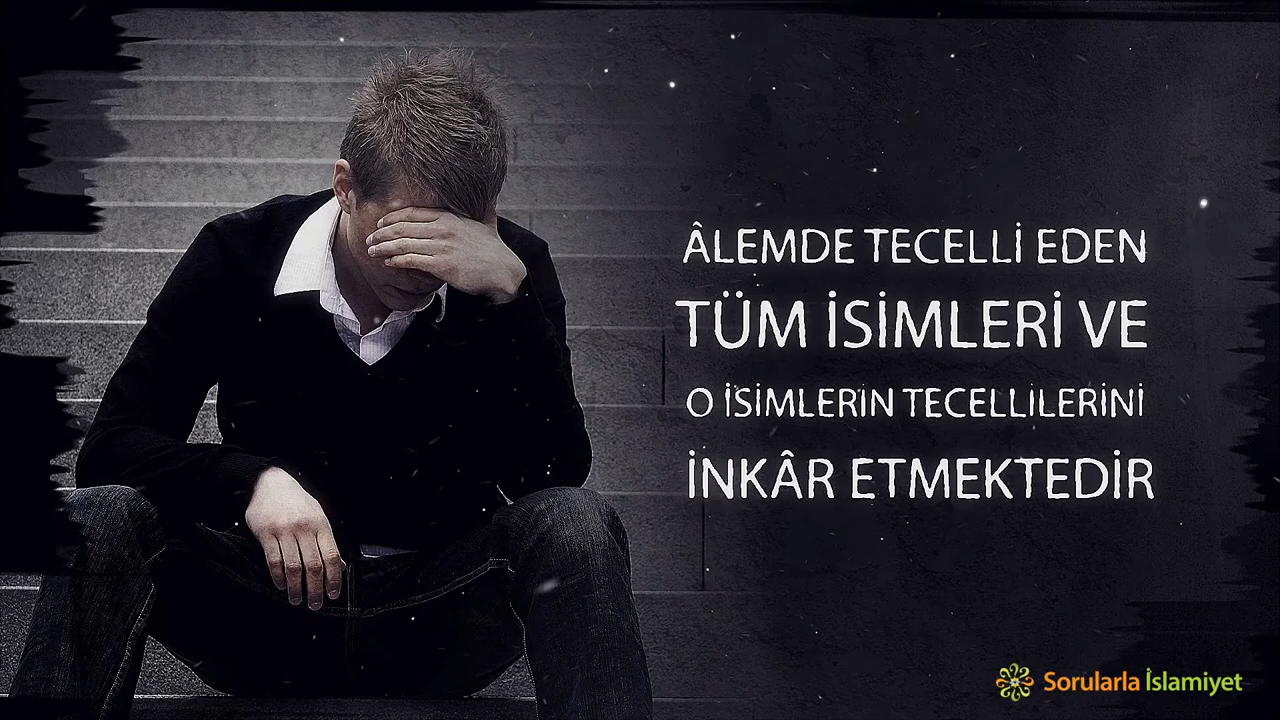 ÂLEMDE TECELLİ EDEN
TÜM İSİMLERİ VE
O İSİMLERİN TECELLİLERİNİ
İNKÂR ETMEKTEDİR
Sorularla İslamiyet